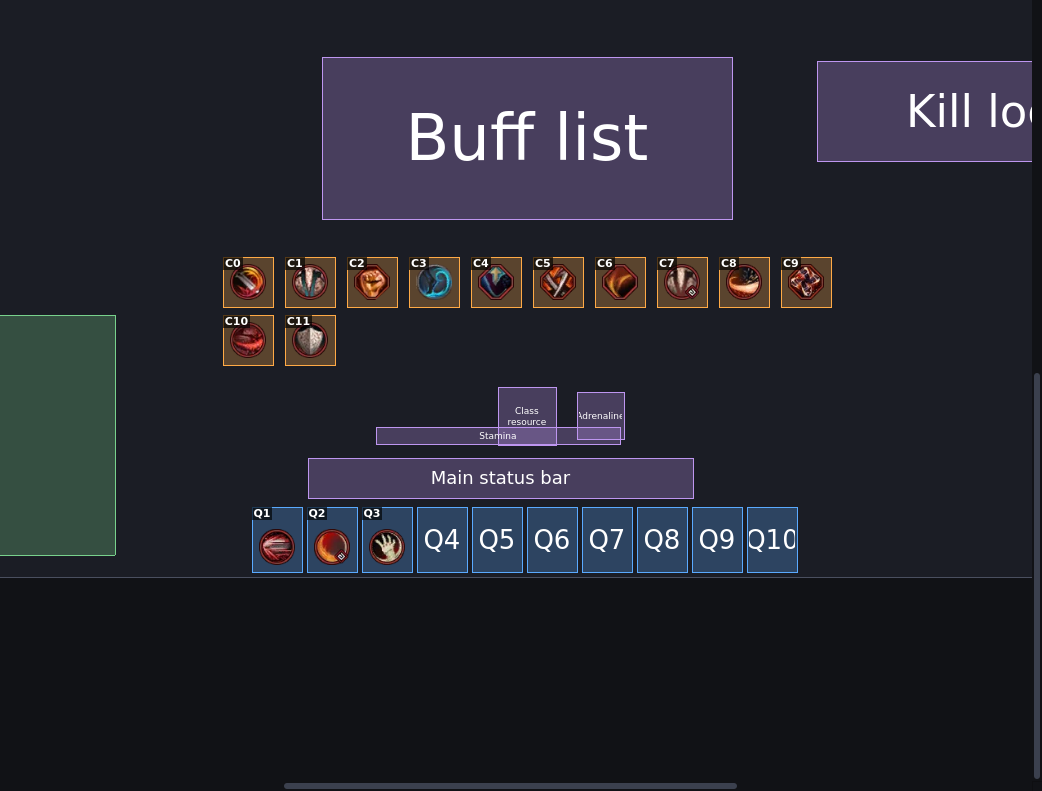 Buff list
Kill lo
C0 C1 C2 C3 C4 C5 C6 C7 C8 C9
C10 C11
Class
resource
Adrenaline
Stamina
Main status bar
Q1 Q2 Q3 Q4 Q5 Q6 Q7 Q8 Q9 Q10